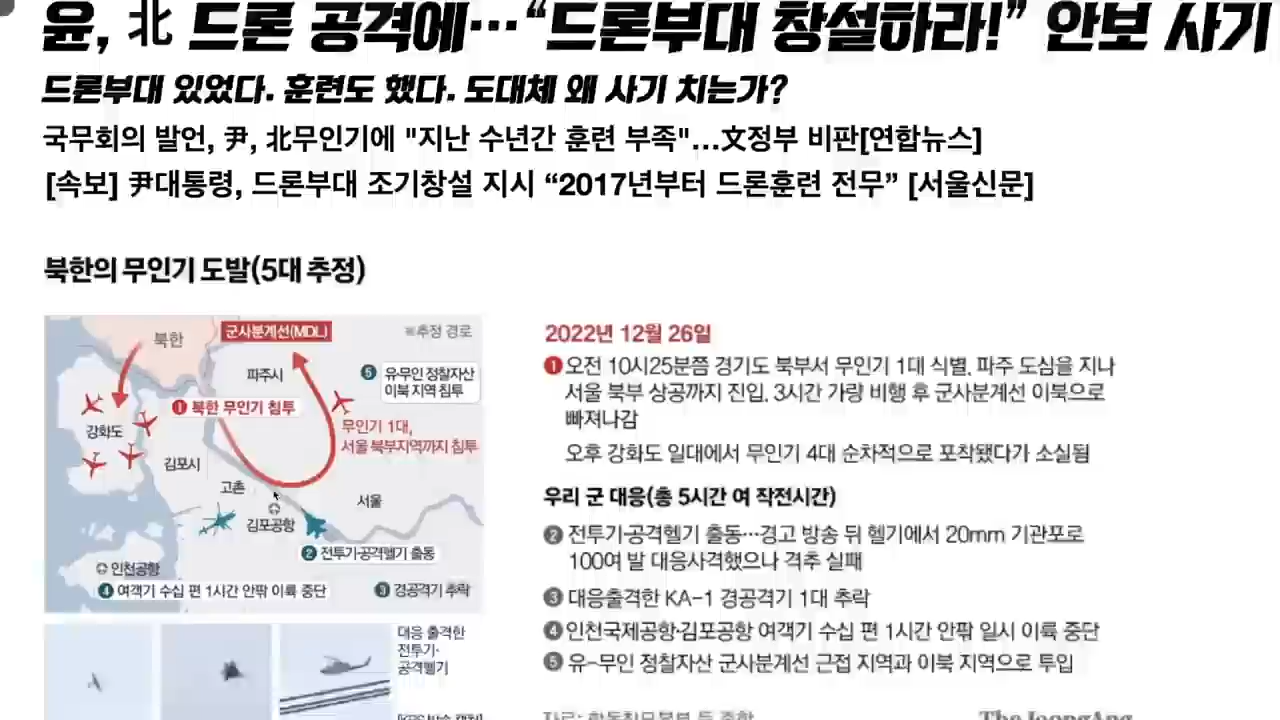 윤, 北 드론 공격에…“드론부대 창설하라!” 안보 사기
드론부대 있었다. 훈련도 했다. 도대체 왜 사기 치는가?
국무회의 발언, 尹, 北무인기에 "지난 수년간 훈련 부족"...文정부 비판[연합뉴스]
[속보] 尹대통령, 드론부대 조기창설 지시 “2017년부터 드론훈련 전무” [서울신문]
북한의 무인기 도발(5대 추정)
북한
군사분계선(MDL)
※추정 경로
파주시
5 유·무인 정찰자산
이북 지역 침투
1 북한 무인기 침투
무인기 1대,
서울 북부지역까지 침투
강화도
김포시
고촌
서울
김포공항
2 전투기·공격헬기 출동
인천공항
4 여객기 수십 편 1시간 안팎 이륙 중단
3 경공격기 추락
대응 출격한
전투기·
공격헬기
2022년 12월 26일
1 오전 10시25분쯤 경기도 북부서 무인기 1대 식별, 파주 도심을 지나
서울 북부 상공까지 진입, 3시간 가량 비행 후 군사분계선 이북으로
빠져나감
오후 강화도 일대에서 무인기 4대 순차적으로 포착됐다가 소실됨
우리 군 대응(총 5시간 여 작전시간)
2 전투기·공격헬기 출동…경고 방송 뒤 헬기에서 20mm 기관포로
100여 발 대응사격했으나 격추 실패
3 대응출격한 KA-1 경공격기 1대 추락
4 인천국제공항·김포공항 여객기 수십 편 1시간 안팎 일시 이륙 중단
5 유-무인 정찰자산 군사분계선 근접 지역과 이북 지역으로 투입
The JoongAng